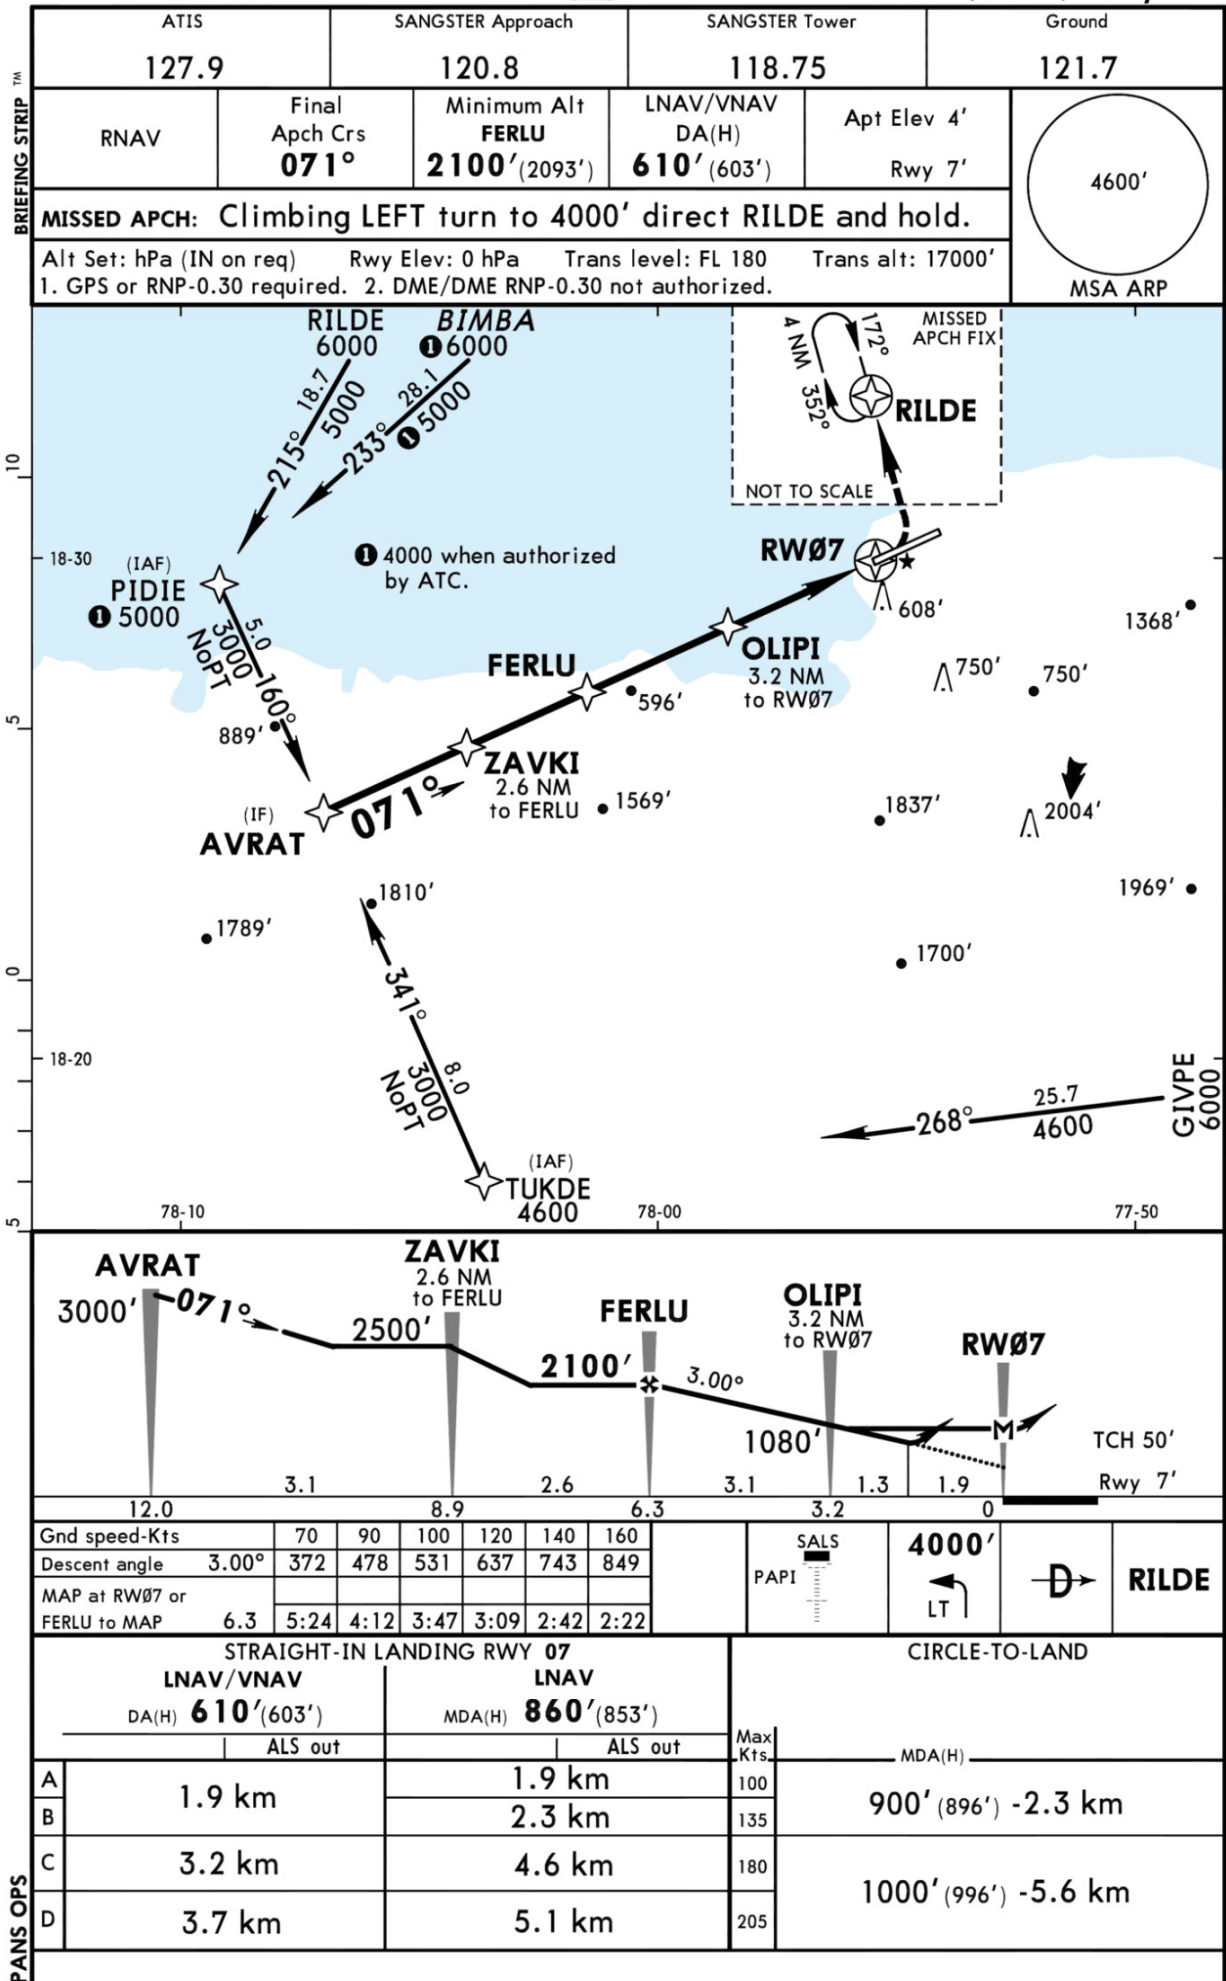 ATIS
127.9
SANGSTER Approach
120.8
SANGSTER Tower
118.75
Ground
121.7
BRIEFING STRIP ™
RNAV
Final
Apch Crs
071°
Minimum Alt
FERLU
2100' (2093')
LNAV/VNAV
DA(H)
610' (603')
Apt Elev 4'
Rwy 7'
4600'
MSA ARP
MISSED APCH: Climbing LEFT turn to 4000' direct RILDE and hold.
Alt Set: hPa (IN on req) Rwy Elev: 0 hPa Trans level: FL 180 Trans alt: 17000'
1. GPS or RNP-0.30 required. 2. DME/DME RNP-0.30 not authorized.
RILDE
6000
18.7
5000
215°
BIMBA
1 6000
28.1
1 5000
233°
MISSED
APCH FIX
172°
4 NM
352°
RILDE
NOT TO SCALE
10
18-30
(IAF)
PIDIE
1 5000
1 4000 when authorized
by ATC.
RWØ7
608'
1368'
5.0
3000
NoPT
160°
FERLU
OLIPI
3.2 NM
to RWØ7
750'
750'
596'
5
889'
ZAVKI
2.6 NM
to FERLU
071°
(IF)
AVRAT
1569'
1837'
2004'
1810'
1789'
1969'
1700'
0
341°
8.0
3000
NoPT
18-20
GIVPE
6000
25.7
268°
4600
(IAF)
TUKDE
4600
5
78-10
78-00
77-50
AVRAT
3000'
071°
ZAVKI
2.6 NM
to FERLU
2500'
FERLU
2100'
3.00°
OLIPI
3.2 NM
to RWØ7
1080'
RWØ7
M
TCH 50'
Rwy 7'
3.1 2.6 3.1 1.3 1.9
12.0 8.9 6.3 3.2 0
Gnd speed-Kts 70 90 100 120 140 160
Descent angle 3.00° 372 478 531 637 743 849
MAP at RWØ7 or
FERLU to MAP 6.3 5:24 4:12 3:47 3:09 2:42 2:22
SALS
PAPI
4000'
LT
D
RILDE
STRAIGHT-IN LANDING RWY 07
CIRCLE-TO-LAND
LNAV/VNAV
DA(H) 610' (603')
LNAV
MDA(H) 860' (853')
ALS out
ALS out
Max
Kts
MDA(H)
A
B
C
D
1.9 km
3.2 km
3.7 km
1.9 km
2.3 km
4.6 km
5.1 km
100
135
180
205
900' (896') -2.3 km
1000' (996') -5.6 km
PANS OPS